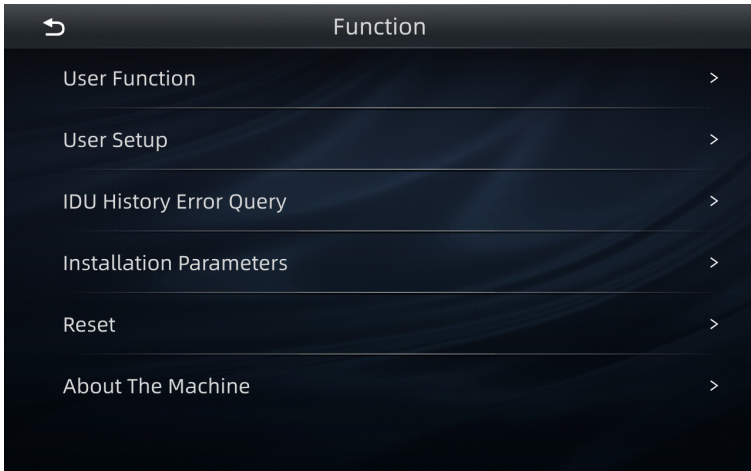 Function
User Function
User Setup
IDU History Error Query
Installation Parameters
Reset
About The Machine